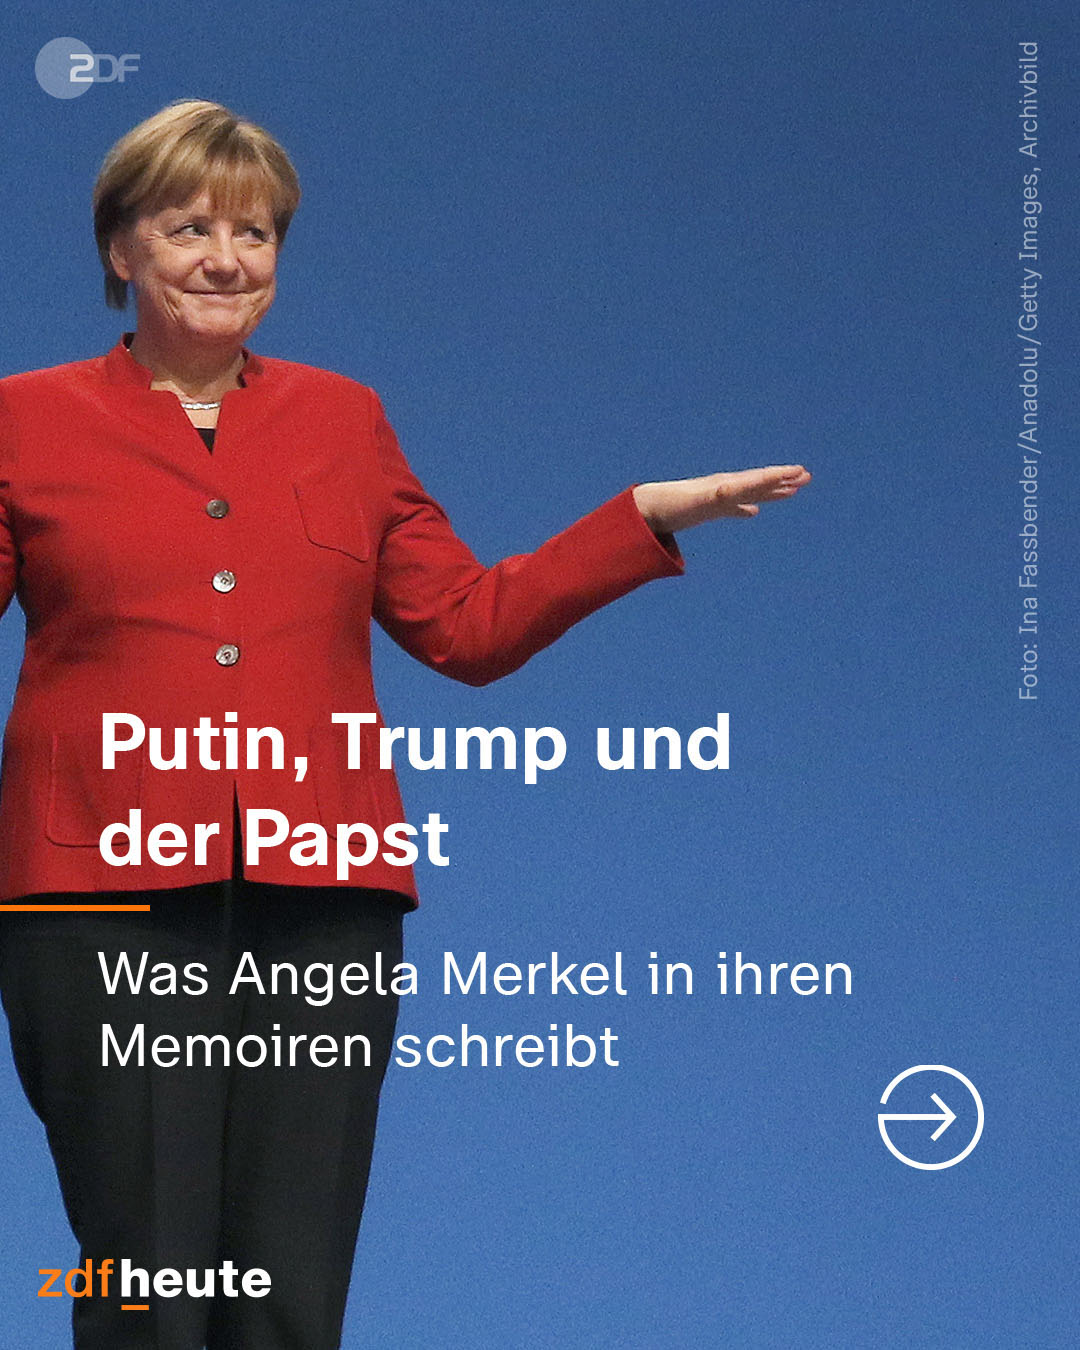 ZDF
Foto: Ina Fassbender/Anadolu/Getty Images, Archivbild
Putin, Trump und
der Papst
Was Angela Merkel in ihren
Memoiren schreibt
zdfheute